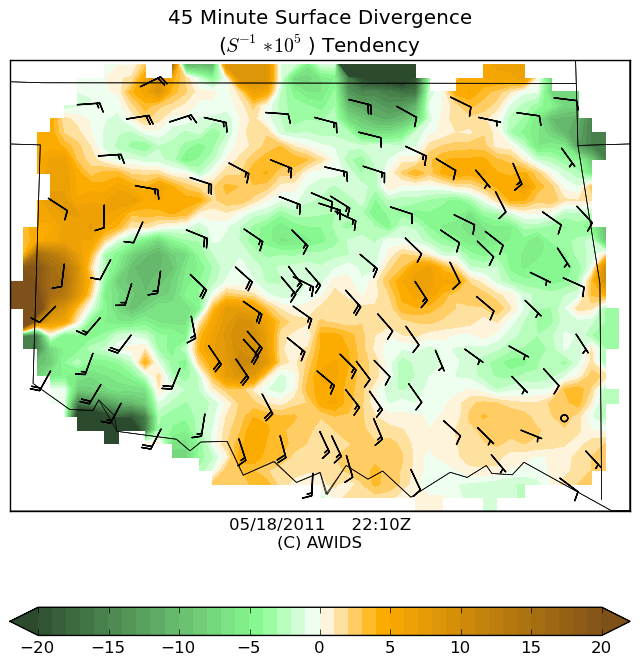 45 Minute Surface Divergence
(S⁻¹ * 10⁵ ) Tendency
05/18/2011 22:10Z
(C) AWIDS
−20 −15 −10 −5 0 5 10 15 20